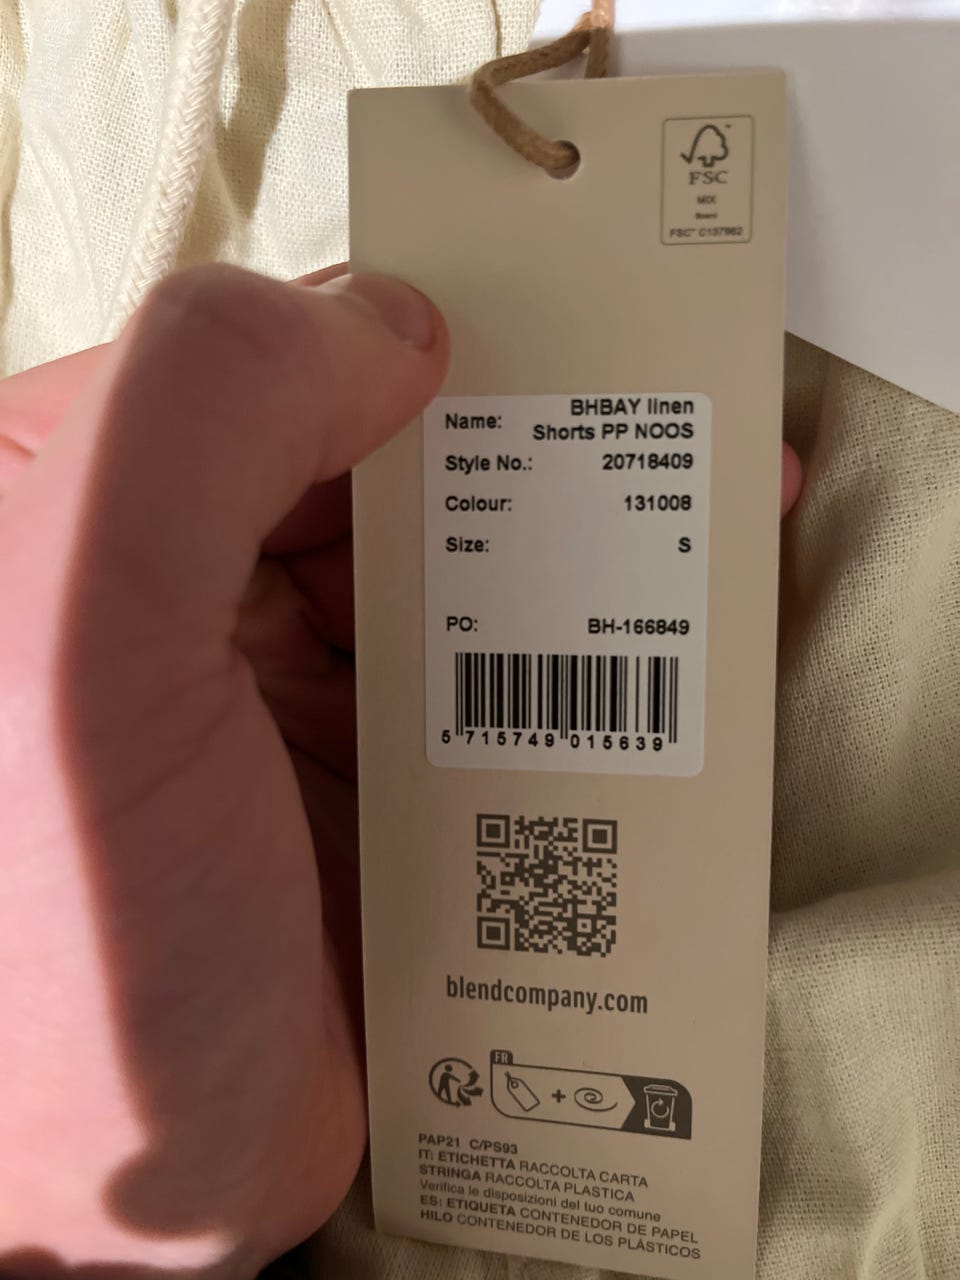 FSC
MIX
Board
FSC® C137962
Name: BHBAY linen
Shorts PP NOOS
Style No.: 20718409
Colour: 131008
Size: S
PO: BH-166849
5 715749 015639
blendcompany.com
FR
PAP21 C/PS93
IT: ETICHETTA RACCOLTA CARTA
STRINGA RACCOLTA PLASTICA
Verifica le disposizioni del tuo comune
ES: ETIQUETA CONTENEDOR DE PAPEL
HILO CONTENEDOR DE LOS PLÁSTICOS